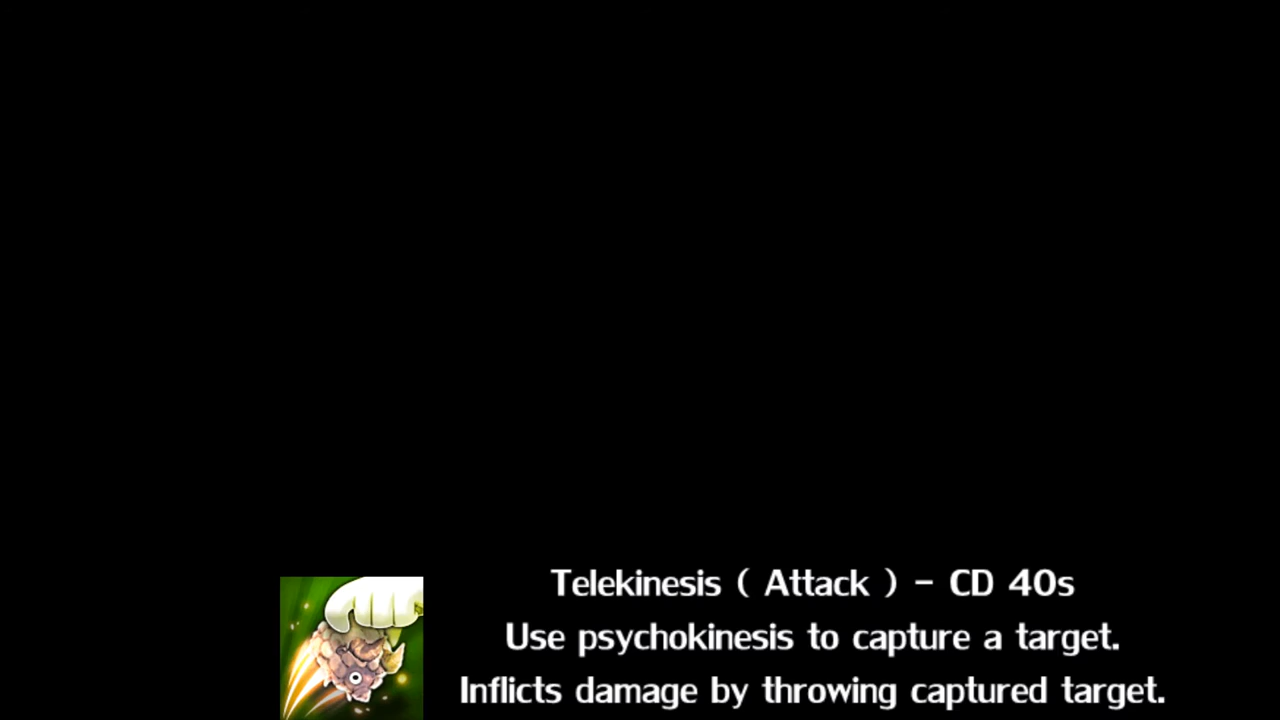 Telekinesis ( Attack ) - CD 40s
Use psychokinesis to capture a target.
Inflicts damage by throwing captured target.